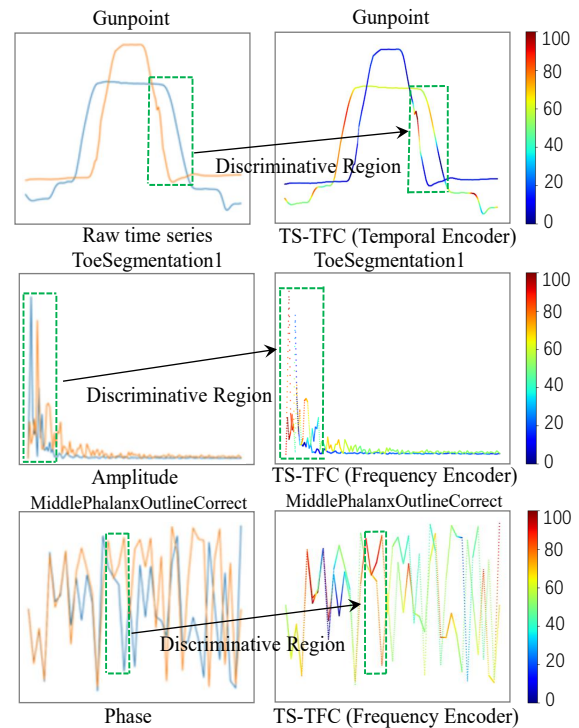 Gunpoint
Gunpoint
100
80
60
40
20
0
Discriminative Region
Raw time series
TS-TFC (Temporal Encoder)
ToeSegmentation1
ToeSegmentation1
100
80
60
40
20
0
Discriminative Region
Amplitude
TS-TFC (Frequency Encoder)
MiddlePhalanxOutlineCorrect
MiddlePhalanxOutlineCorrect
100
80
60
40
20
0
Discriminative Region
Phase
TS-TFC (Frequency Encoder)